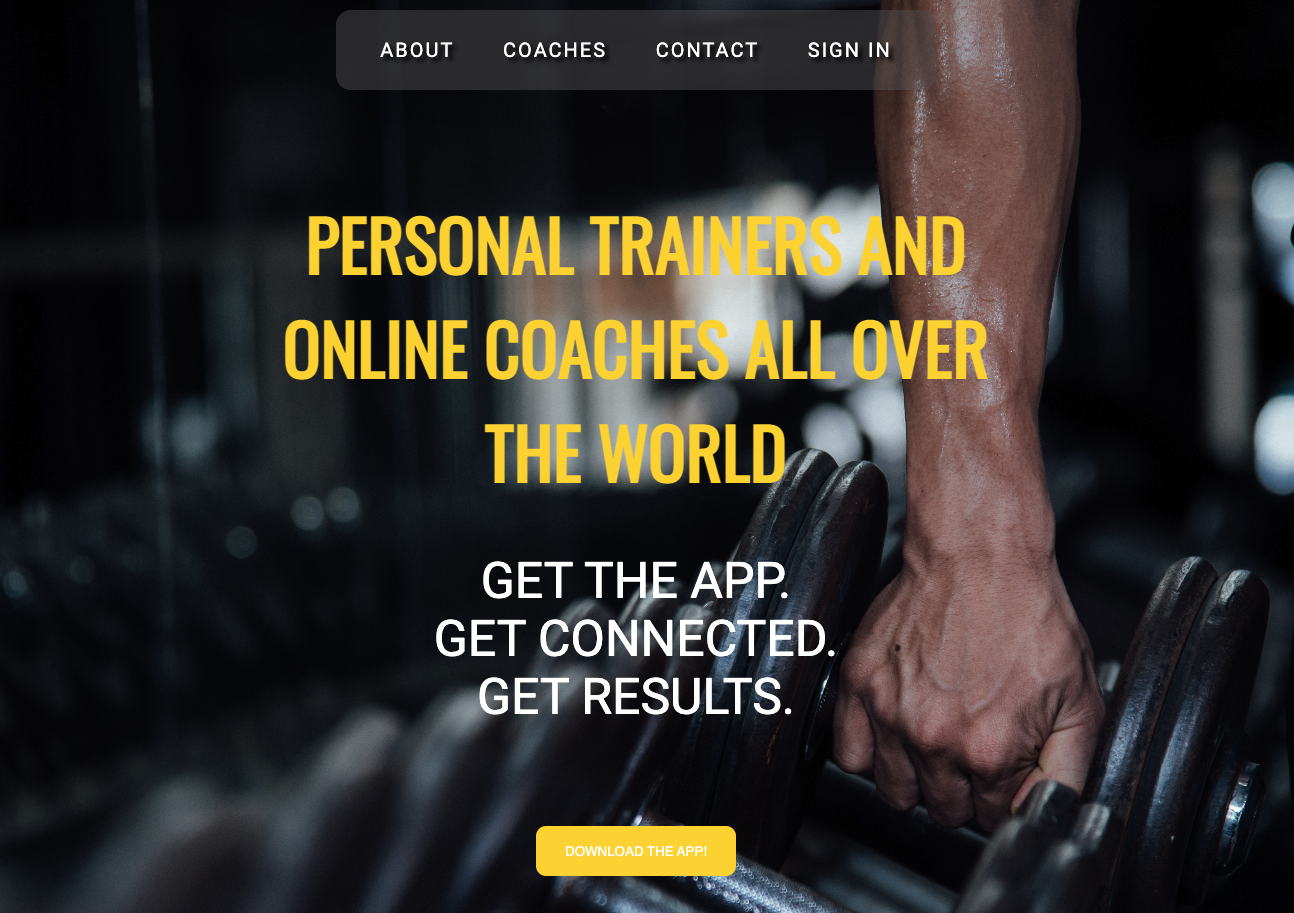 ABOUT COACHES CONTACT SIGN IN
PERSONAL TRAINERS AND
ONLINE COACHES ALL OVER
THE WORLD
GET THE APP.
GET CONNECTED.
GET RESULTS.
DOWNLOAD THE APP!